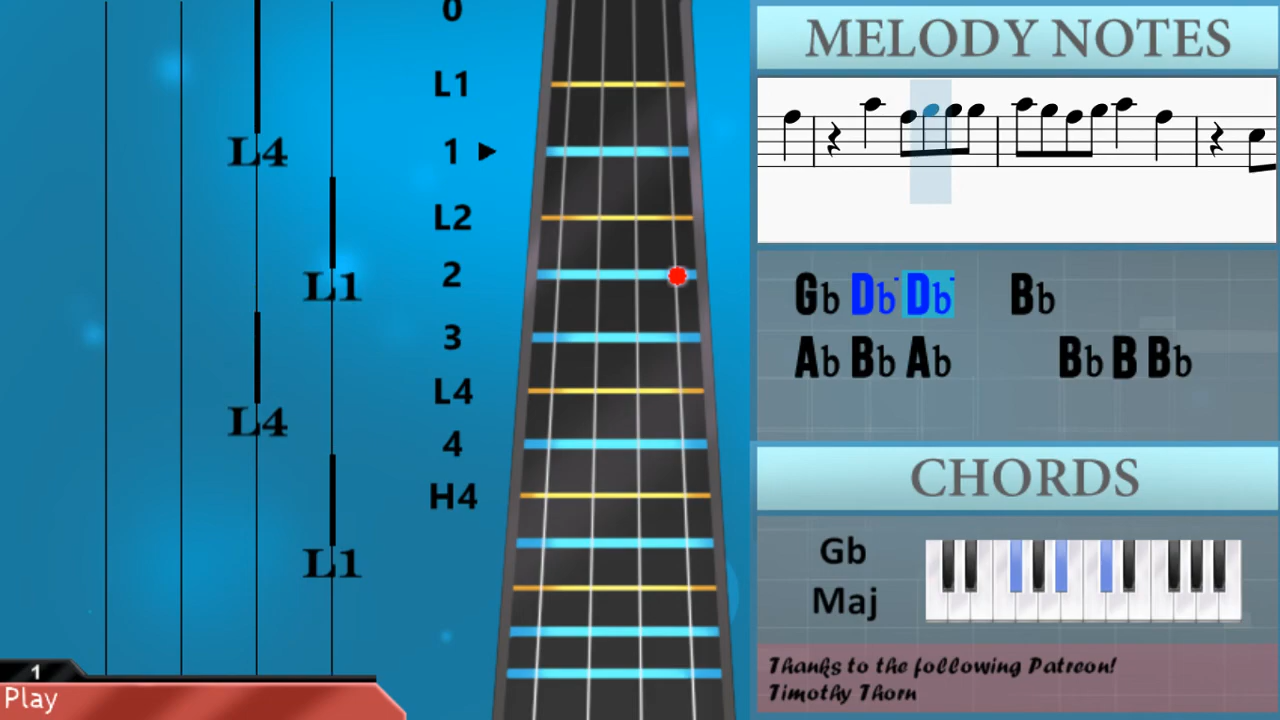 0
L1
L4
1 ►
L2
L1
2
3
L4
L4
4
H4
L1
1
Play
MELODY NOTES
Gb Db Db Bb
Ab Bb Ab Bb B Bb
CHORDS
Gb
Maj
Thanks to the following Patreon!
Timothy Thorn